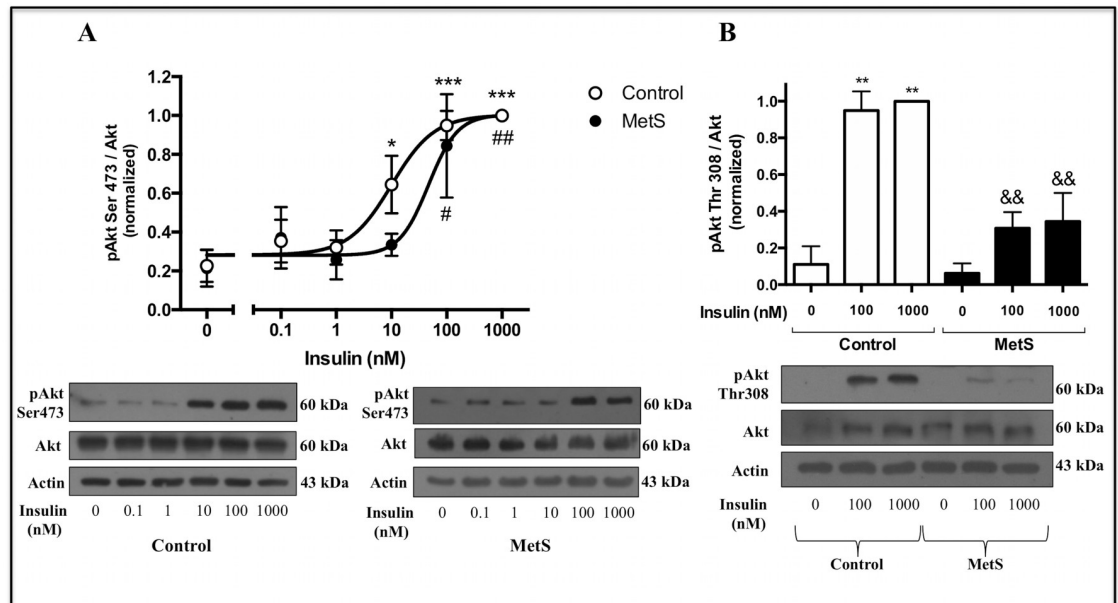 A
pAkt Ser 473 / Akt
(normalized)
1.2
1.0
0.8
0.6
0.4
0.2
0.0
*
***
***
#
##
0 0.1 1 10 100 1000
Insulin (nM)
Control
MetS
pAkt
Ser473
60 kDa
Akt
60 kDa
Actin
43 kDa
Insulin
(nM)
0 0.1 1 10 100 1000
Control
pAkt
Ser473
60 kDa
Akt
60 kDa
Actin
43 kDa
Insulin
(nM)
0 0.1 1 10 100 1000
MetS
B
pAkt Thr 308 / Akt
(normalized)
1.0
0.8
0.6
0.4
0.2
0.0
**
**
&&
&&
Insulin (nM) 0 100 1000 0 100 1000
Control MetS
pAkt
Thr308
60 kDa
Akt
60 kDa
Actin
43 kDa
Insulin
(nM)
0 100 1000 0 100 1000
Control MetS